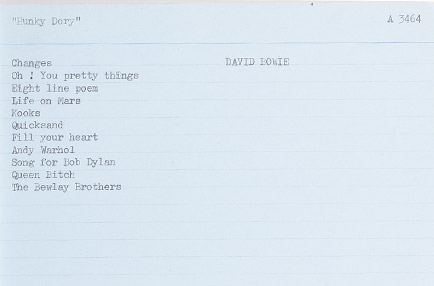 "Hunky Dory" A 3464
Changes DAVID BOWIE
Oh ! You pretty things
Eight line poem
Life on Mars
Kooks
Quicksand
Fill your heart
Andy Warhol
Song for Bob Dylan
Queen Bitch
The Bewlay Brothers